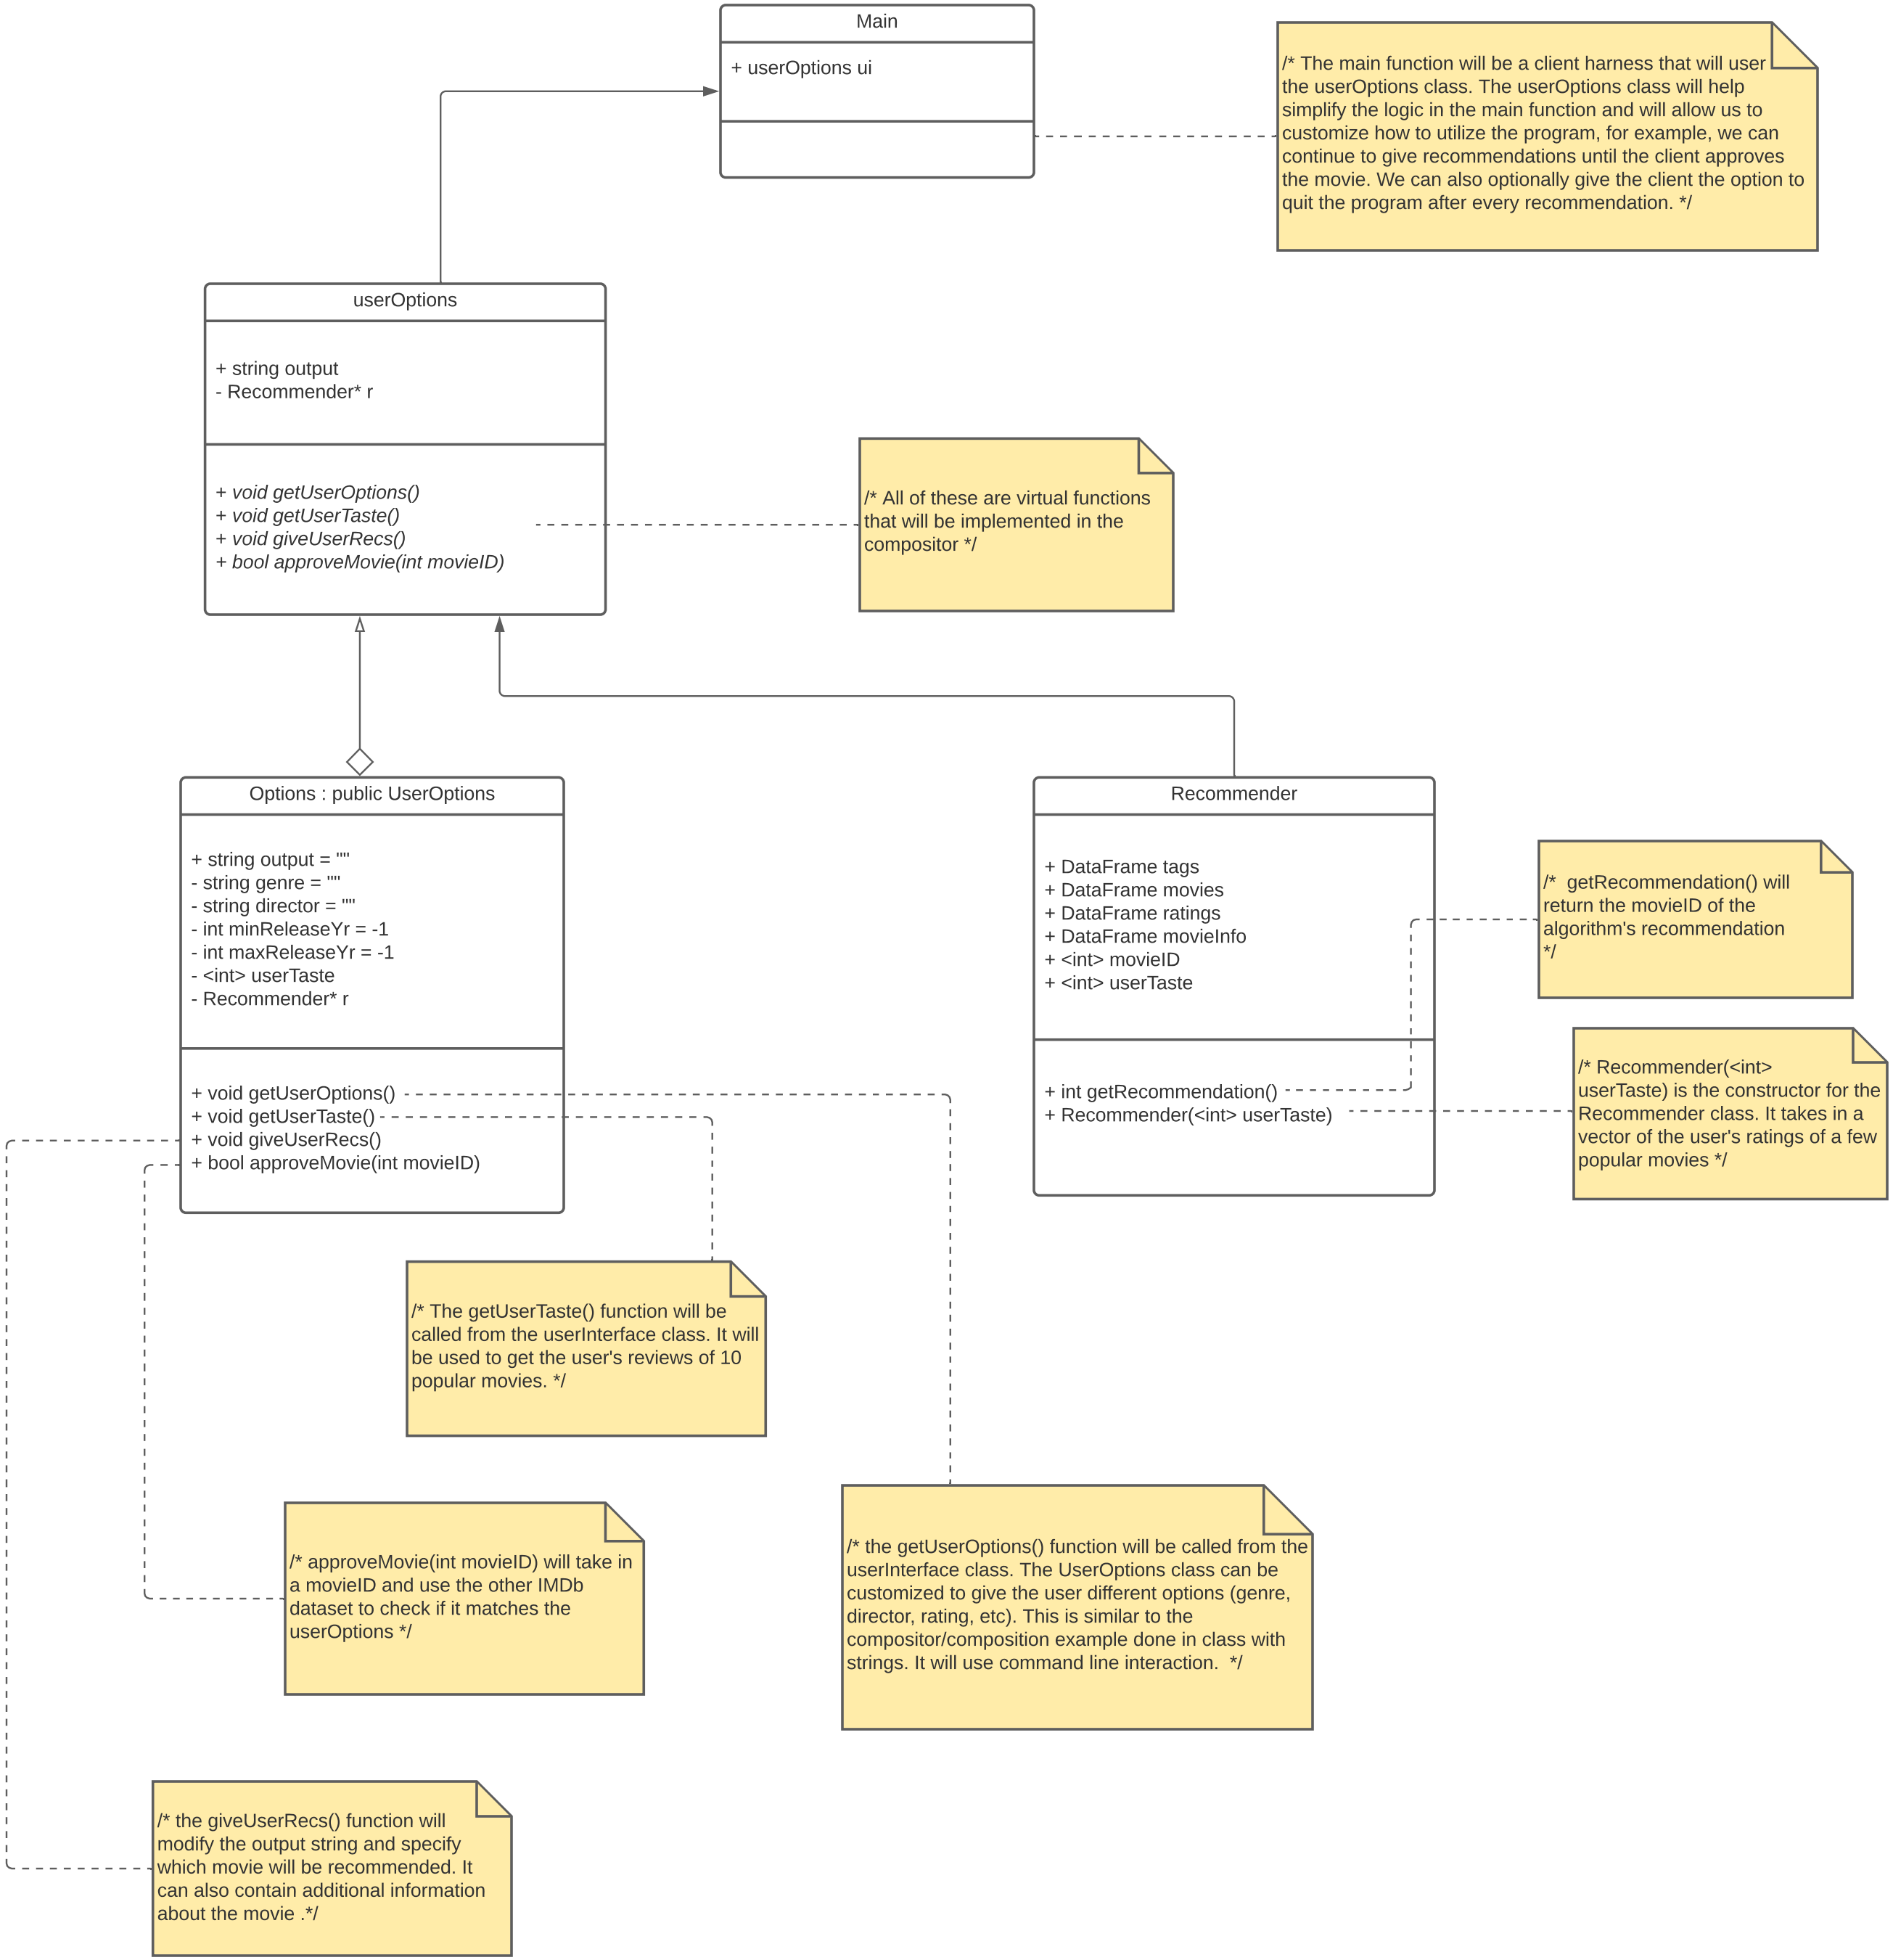 Main
+ userOptions ui
/* The main function will be a client harness that will user
the userOptions class. The userOptions class will help
simplify the logic in the main function and will allow us to
customize how to utilize the program, for example, we can
continue to give recommendations until the client approves
the movie. We can also optionally give the client the option to
quit the program after every recommendation. */
userOptions
+ string output
- Recommender* r
+ void getUserOptions()
+ void getUserTaste()
+ void giveUserRecs()
+ bool approveMovie(int movieID)
/* All of these are virtual functions
that will be implemented in the
compositor */
Options : public UserOptions
+ string output = ""
- string genre = ""
- string director = ""
- int minReleaseYr = -1
- int maxReleaseYr = -1
- <int> userTaste
- Recommender* r
+ void getUserOptions()
+ void getUserTaste()
+ void giveUserRecs()
+ bool approveMovie(int movieID)
Recommender
+ DataFrame tags
+ DataFrame movies
+ DataFrame ratings
+ DataFrame movieInfo
+ <int> movieID
+ <int> userTaste
+ int getRecommendation()
+ Recommender(<int> userTaste)
/*  getRecommendation() will
return the movieID of the
algorithm's recommendation
*/
/* Recommender(<int>
userTaste) is the constructor for the
Recommender class. It takes in a
vector of the user's ratings of a few
popular movies */
/* The getUserTaste() function will be
called from the userInterface class. It will
be used to get the user's reviews of 10
popular movies. */
/* approveMovie(int movieID) will take in
a movieID and use the other IMDb
dataset to check if it matches the
userOptions */
/* the getUserOptions() function will be called from the
userInterface class. The UserOptions class can be
customized to give the user different options (genre,
director, rating, etc). This is similar to the
compositor/composition example done in class with
strings. It will use command line interaction.  */
/* the giveUserRecs() function will
modify the output string and specify
which movie will be recommended. It
can also contain additional information
about the movie .*/